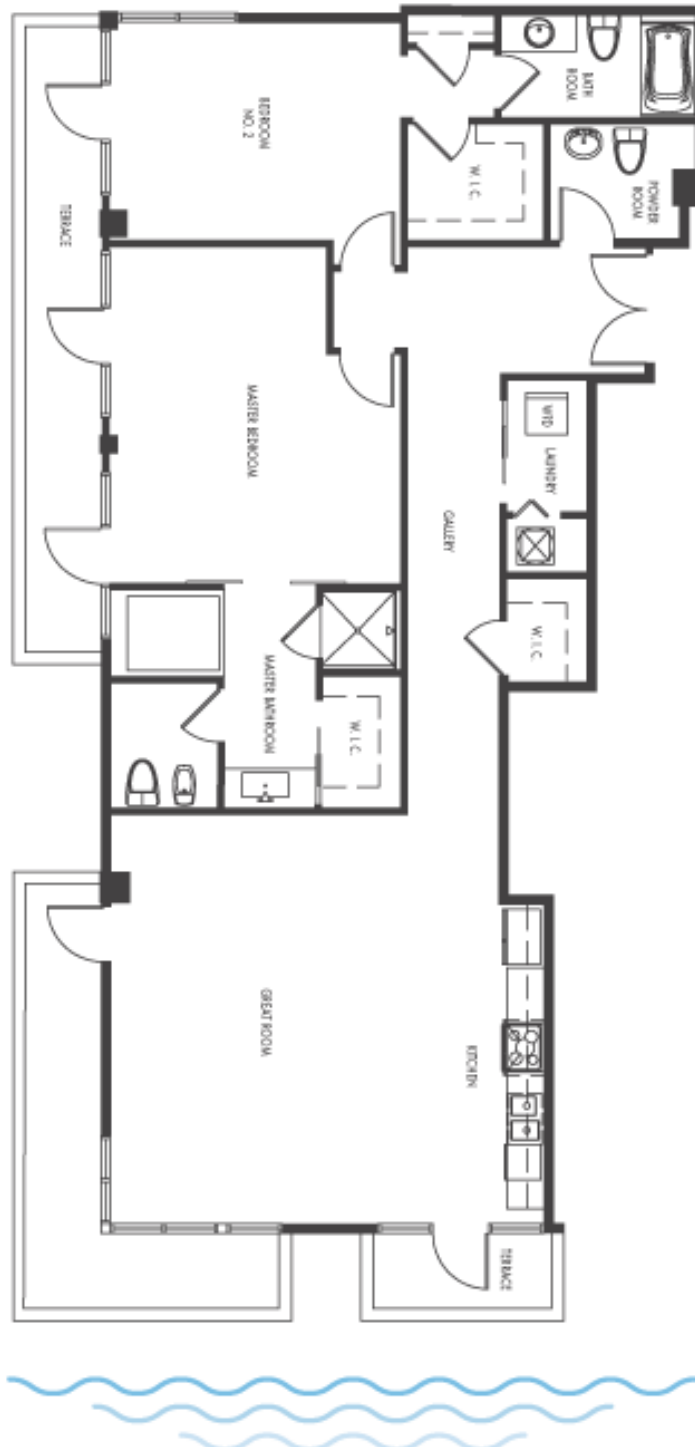 BATH
ROOM
BEDROOM
NO. 2
W. I. C.
POWDER
ROOM
TERRACE
MASTER BEDROOM
W/D
LAUNDRY
GALLERY
W. I. C.
MASTER BATHROOM
W. I. C.
GREAT ROOM
KITCHEN
TERRACE